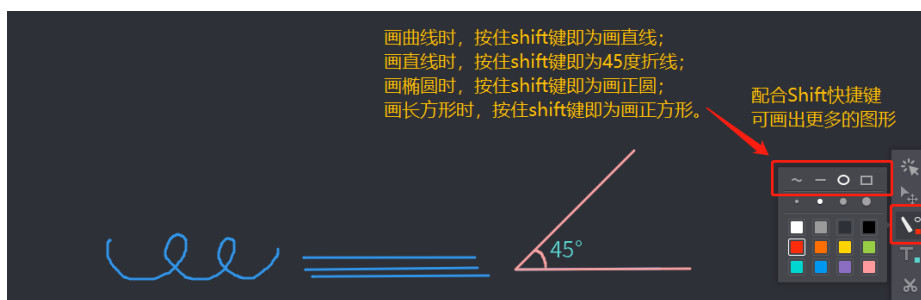 画曲线时，按住shift键即为画直线；
画直线时，按住shift键即为45度折线；
画椭圆时，按住shift键即为画正圆；
画长方形时，按住shift键即为画正方形。
配合Shift快捷键
可画出更多的图形
45°
T